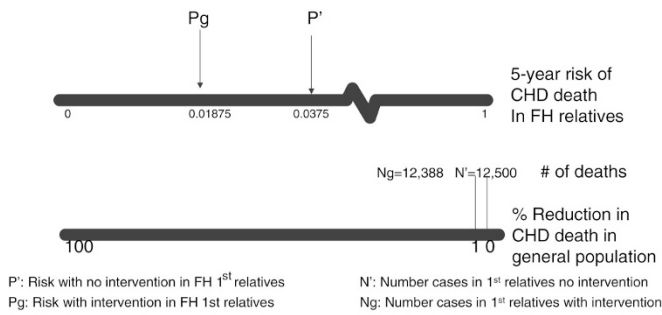 Pg P’
5-year risk of
CHD death
In FH relatives
0 0.01875 0.0375 1
Ng=12,388 N’=12,500 # of deaths
% Reduction in
CHD death in
general population
100 1 0
P’: Risk with no intervention in FH 1st relatives
Pg: Risk with intervention in FH 1st relatives
N’: Number cases in 1st relatives no intervention
Ng: Number cases in 1st relatives with intervention